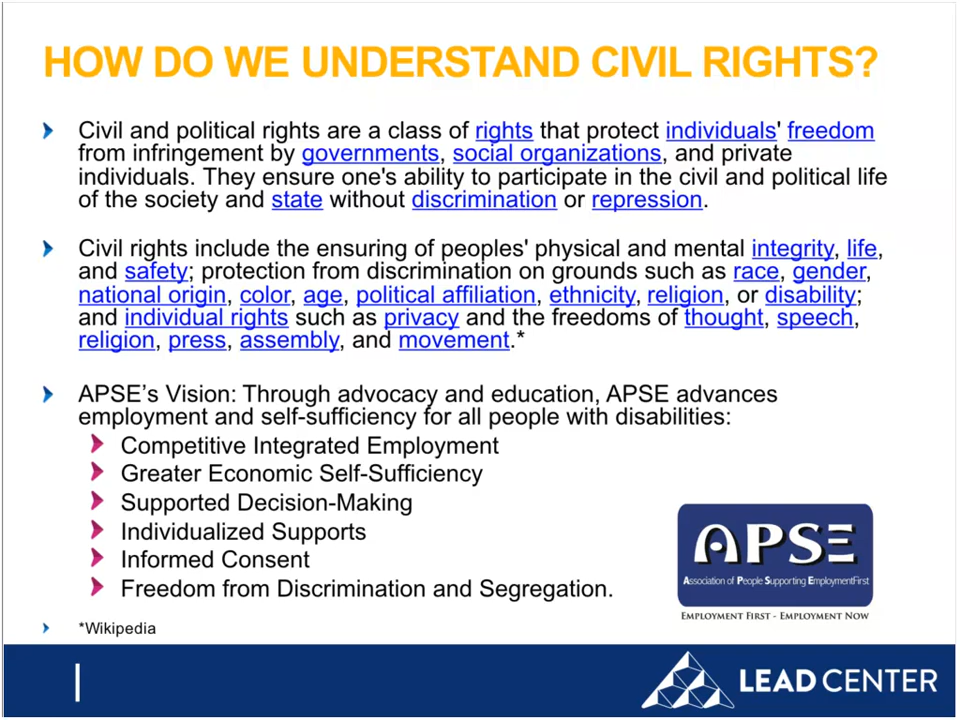 HOW DO WE UNDERSTAND CIVIL RIGHTS?
Civil and political rights are a class of rights that protect individuals' freedom
from infringement by governments, social organizations, and private
individuals. They ensure one's ability to participate in the civil and political life
of the society and state without discrimination or repression.
Civil rights include the ensuring of peoples' physical and mental integrity, life,
and safety; protection from discrimination on grounds such as race, gender,
national origin, color, age, political affiliation, ethnicity, religion, or disability;
and individual rights such as privacy and the freedoms of thought, speech,
religion, press, assembly, and movement.*
APSE’s Vision: Through advocacy and education, APSE advances
employment and self-sufficiency for all people with disabilities:
Competitive Integrated Employment
Greater Economic Self-Sufficiency
Supported Decision-Making
Individualized Supports
Informed Consent
Freedom from Discrimination and Segregation.
APSE
Association of People Supporting EmploymentFirst
EMPLOYMENT FIRST - EMPLOYMENT NOW
*Wikipedia
LEAD CENTER